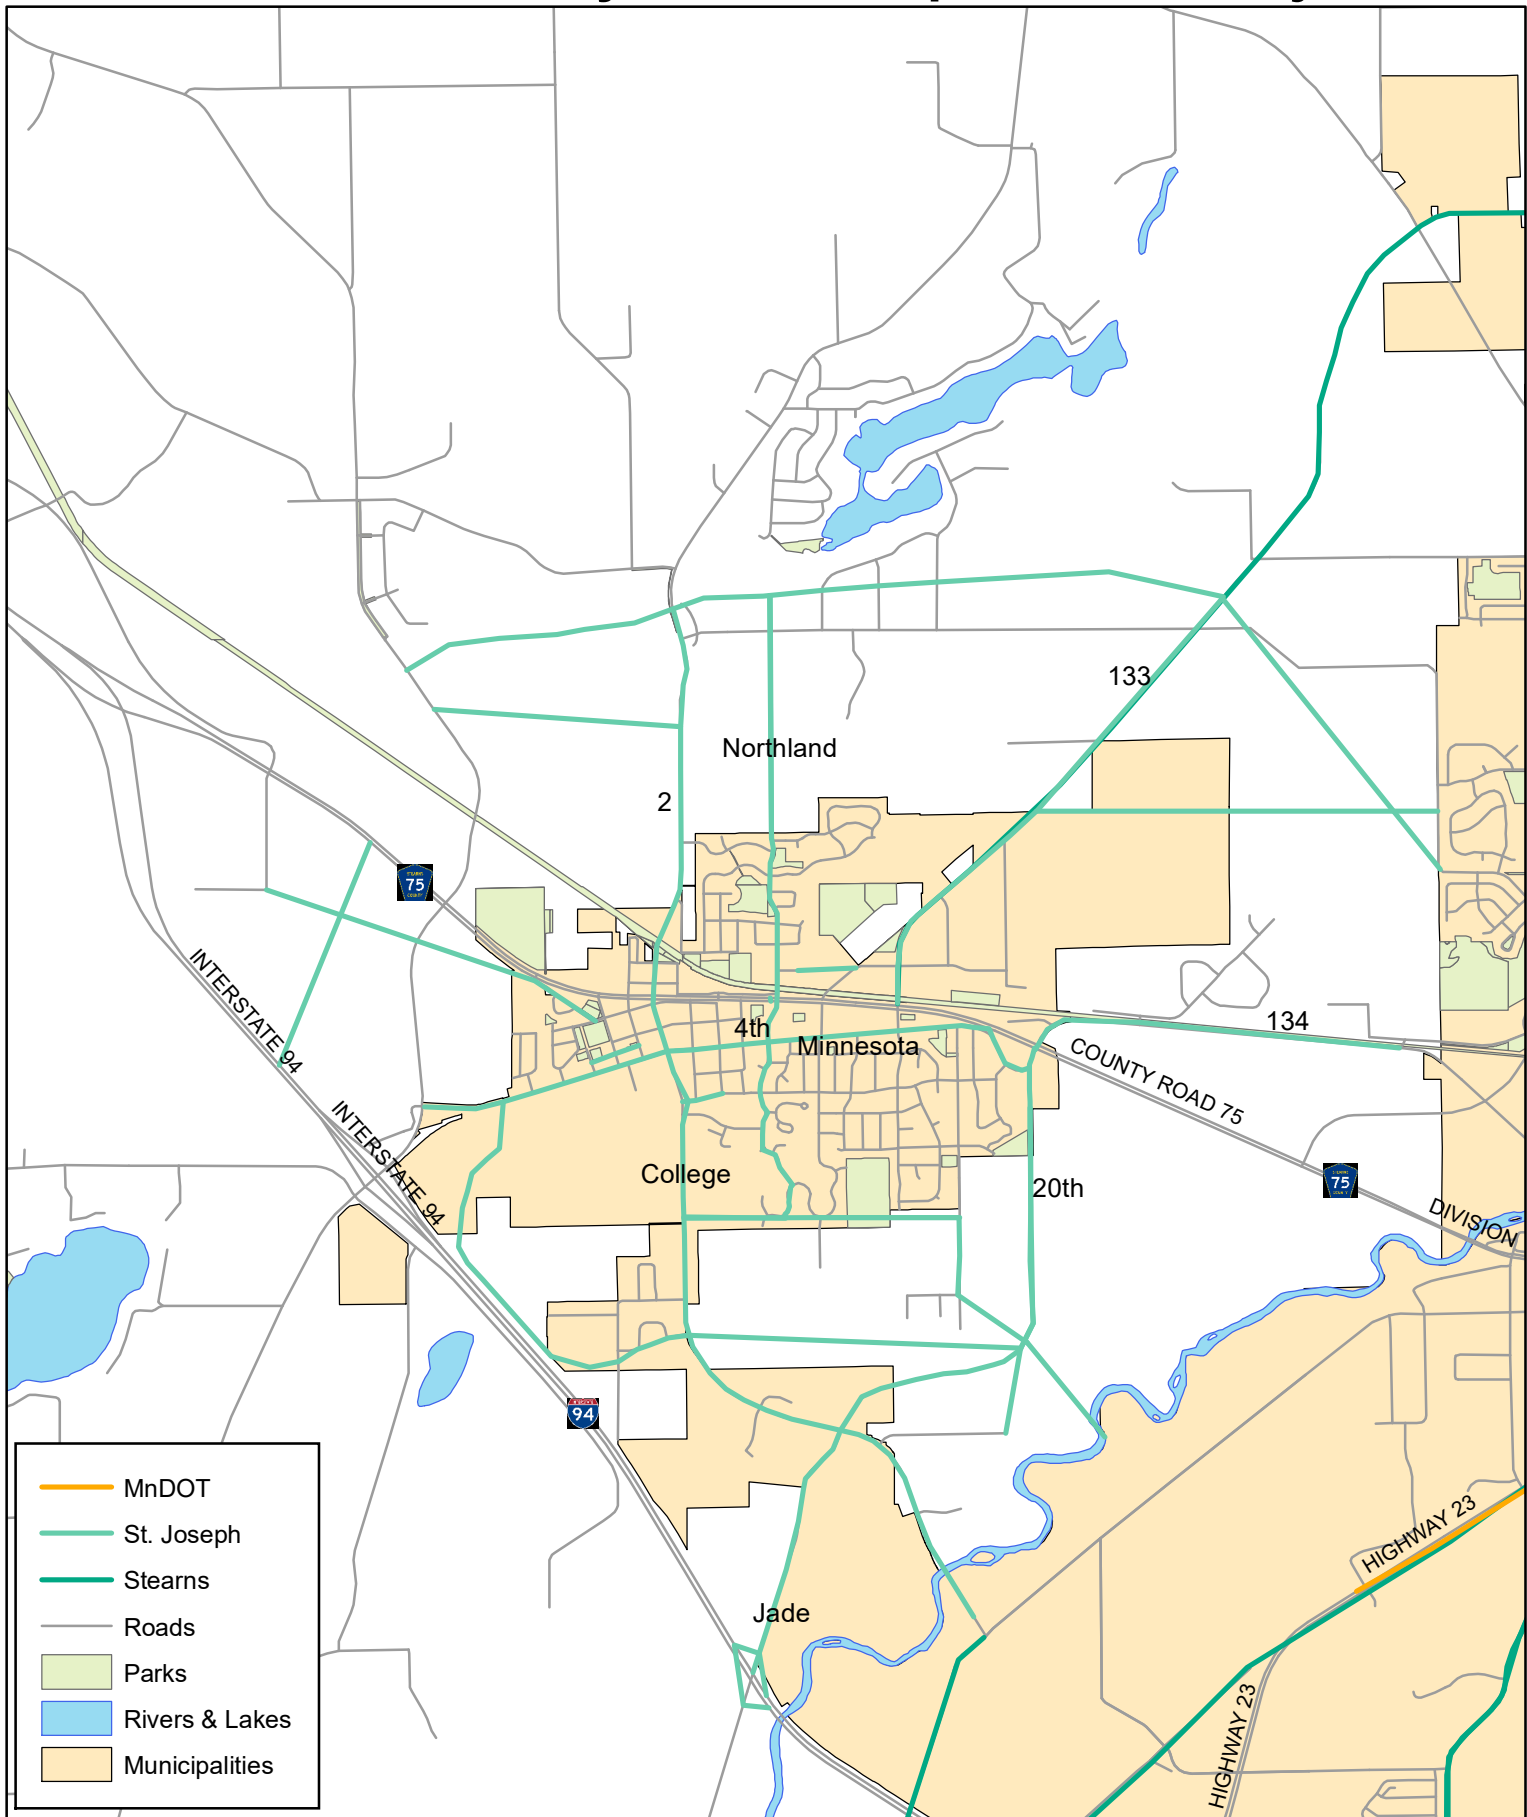 133
Northland
2
75
INTERSTATE 94
4th
Minnesota
134
COUNTY ROAD 75
INTERSTATE 94
College
20th
75
DIVISION
94
MnDOT
St. Joseph
Stearns
Roads
Parks
Rivers & Lakes
Municipalities
HIGHWAY 23
Jade
HIGHWAY 23